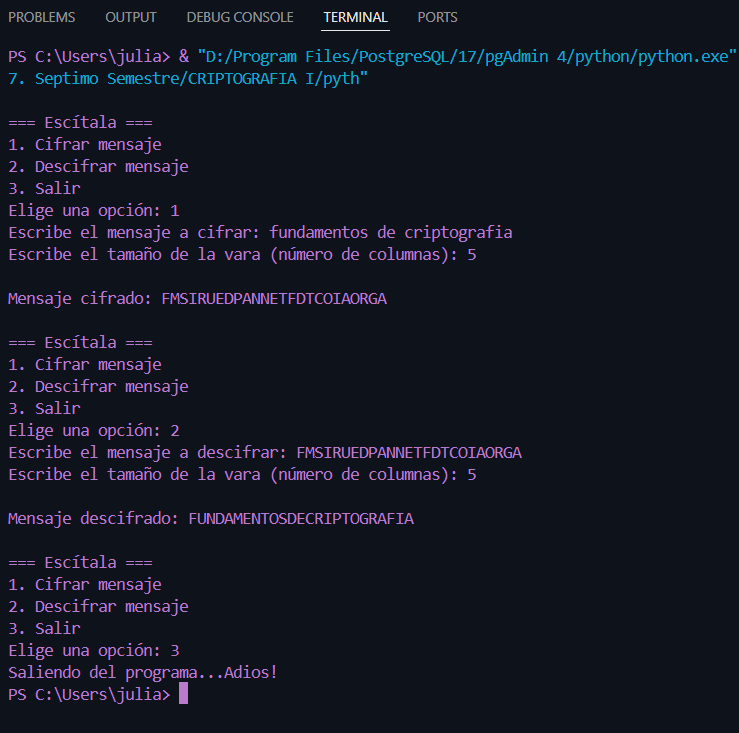 PROBLEMS OUTPUT DEBUG CONSOLE TERMINAL PORTS
PS C:\Users\julia> & "D:/Program Files/PostgreSQL/17/pgAdmin 4/python/python.exe"
7. Septimo Semestre/CRIPTOGRAFIA I/pyth"
=== Escítala ===
1. Cifrar mensaje
2. Descifrar mensaje
3. Salir
Elige una opción: 1
Escribe el mensaje a cifrar: fundamentos de criptografia
Escribe el tamaño de la vara (número de columnas): 5
Mensaje cifrado: FMSIRUEDPANNETFDTCOIAORGA
=== Escítala ===
1. Cifrar mensaje
2. Descifrar mensaje
3. Salir
Elige una opción: 2
Escribe el mensaje a descifrar: FMSIRUEDPANNETFDTCOIAORGA
Escribe el tamaño de la vara (número de columnas): 5
Mensaje descifrado: FUNDAMENTOSDECRIPTOGRAFIA
=== Escítala ===
1. Cifrar mensaje
2. Descifrar mensaje
3. Salir
Elige una opción: 3
Saliendo del programa...Adios!
PS C:\Users\julia>